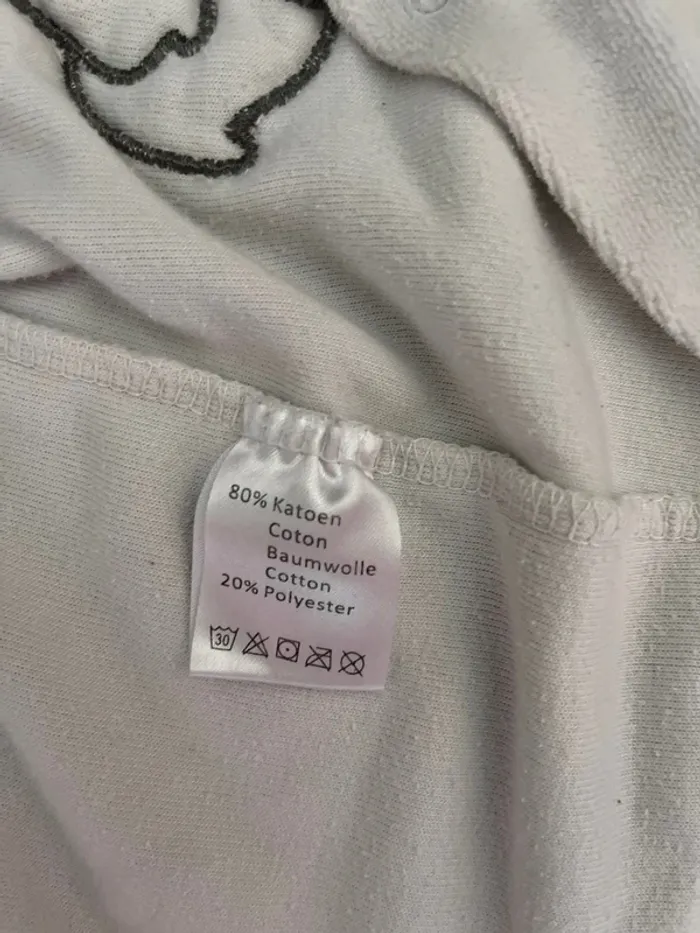 80% Katoen
Coton
Baumwolle
Cotton
20% Polyester
30